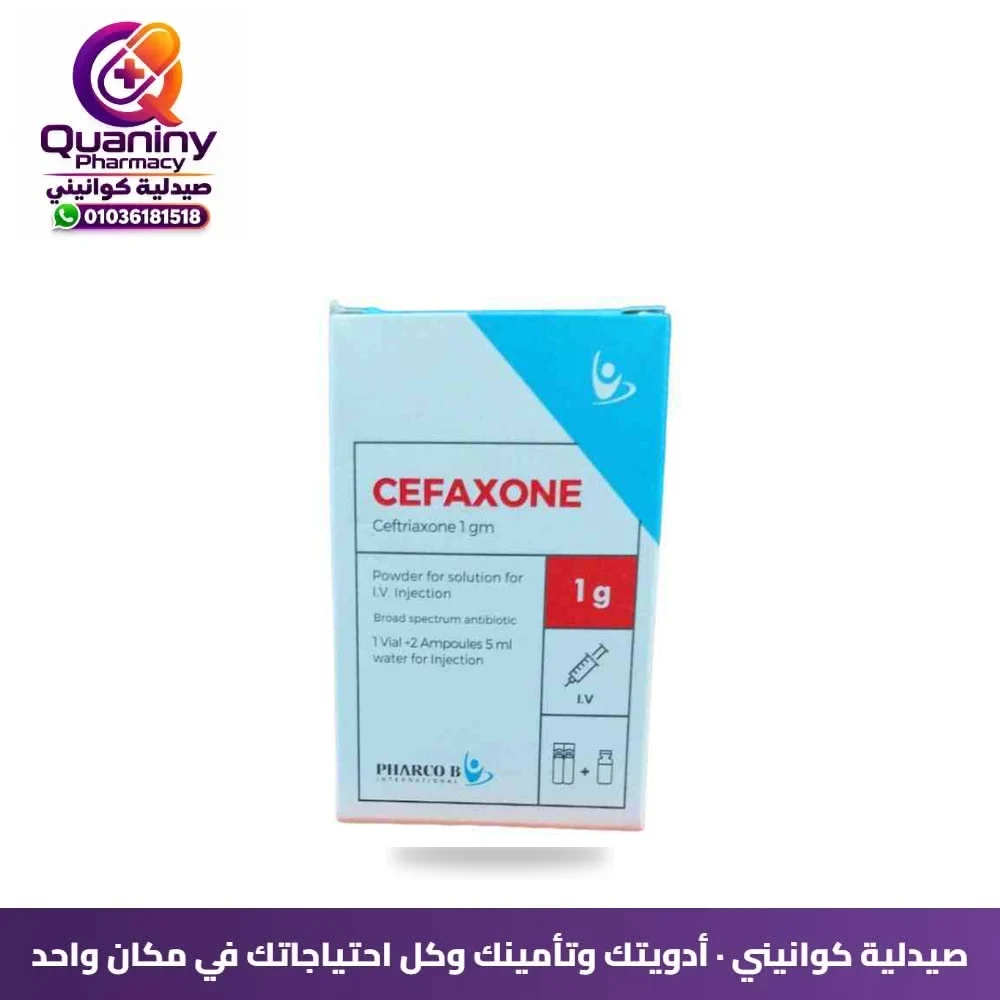 Quaniny
Pharmacy
صيدلية كوانيني
01036181518
CEFAXONE
Ceftriaxone 1 gm
Powder for solution for
I.V. Injection
Broad spectrum antibiotic
1 Vial +2 Ampoules 5 ml
water for Injection
1 g
I.V
+
PHARCO B
INTERNATIONAL
صيدلية كوانيني · أدويتك وتأمينك وكل احتياجاتك في مكان واحد